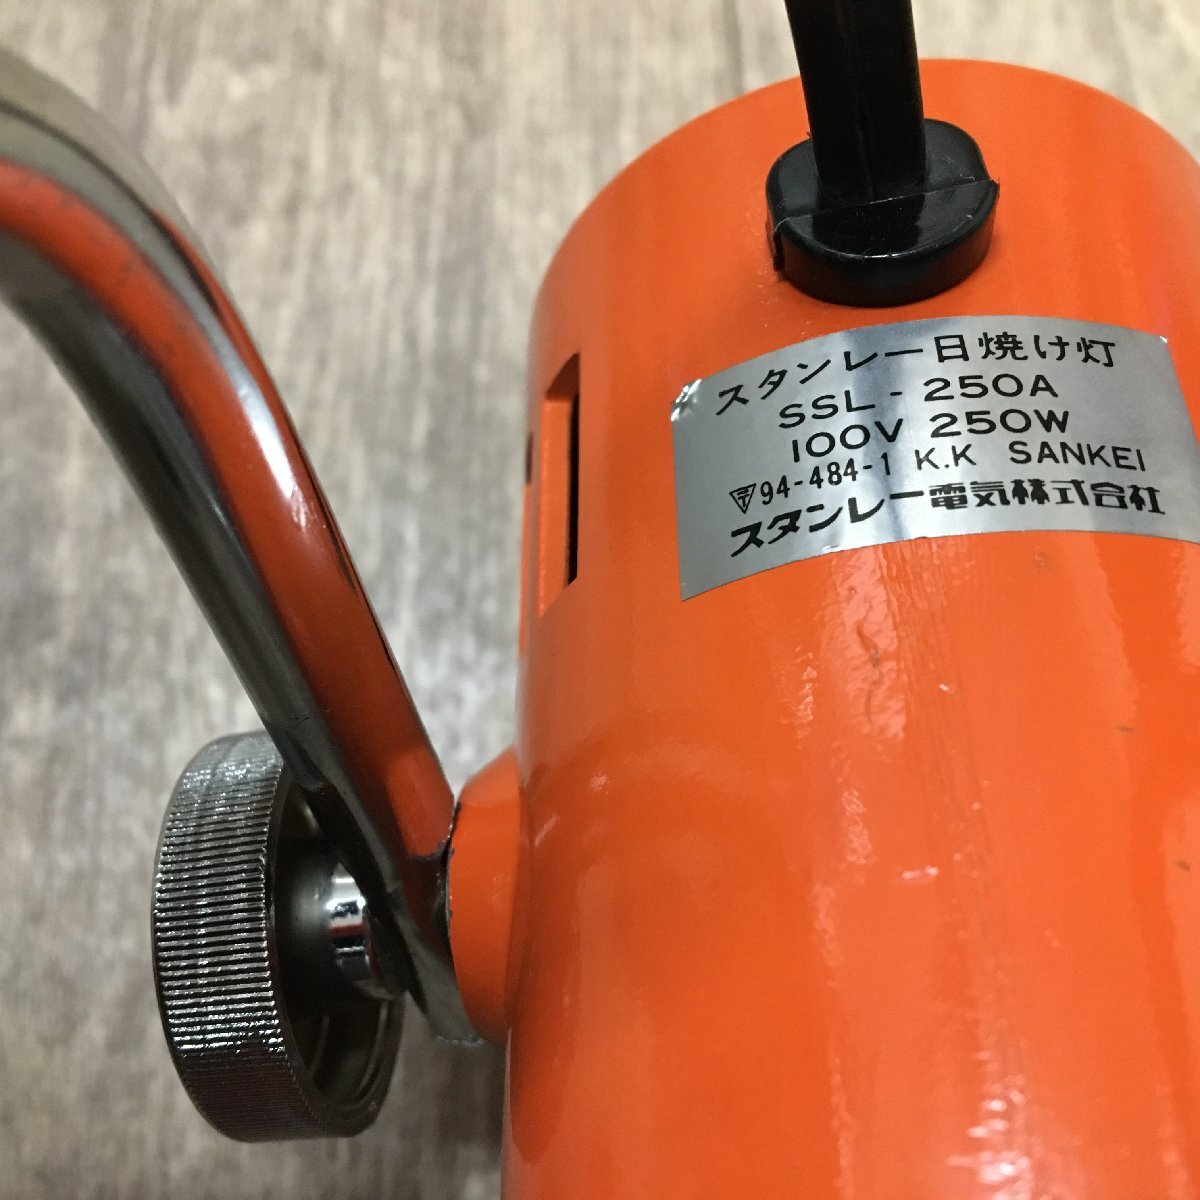 スタンレー日焼け灯
SSL-250A
100V 250W
〒94-484-1 K.K SANKEI
スタンレー電気株式会社